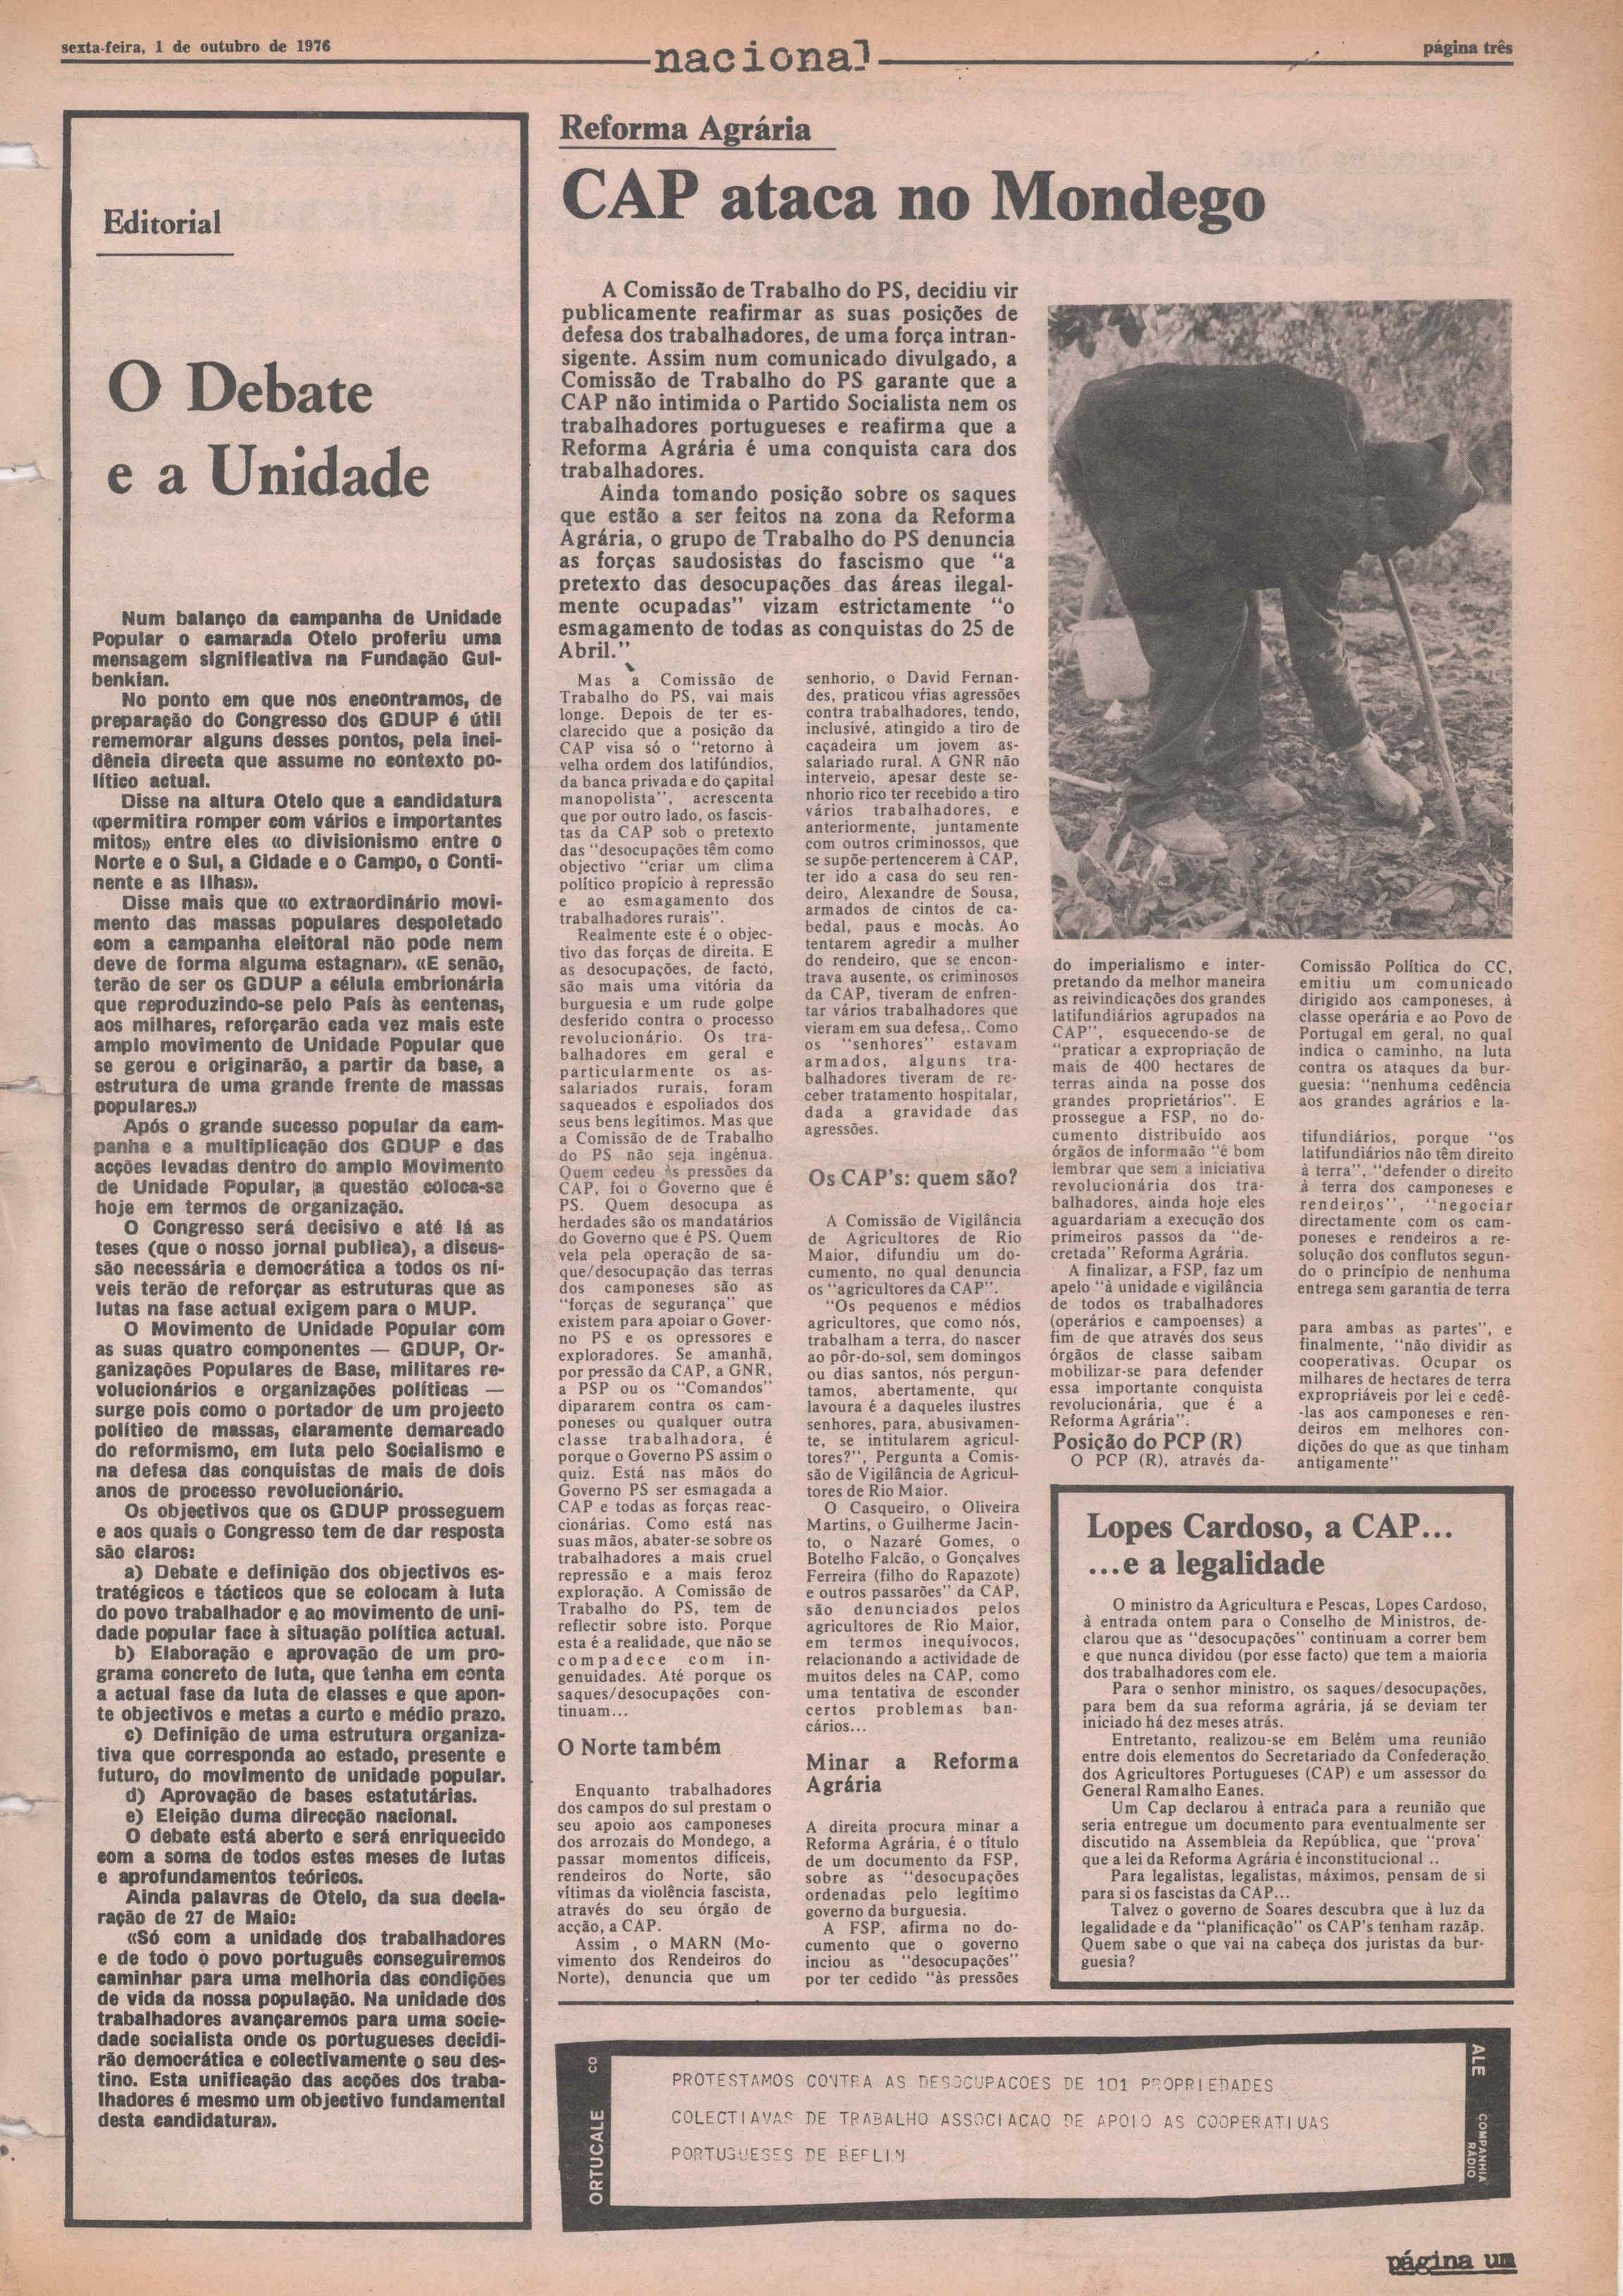 sexta-feira, 1 de outubro de 1976
nacional
página três
Editorial
O Debate
e a Unidade
Num balanço da campanha de Unidade
Popular o camarada Otelo proferiu uma
mensagem significativa na Fundação Gul-
benkian.
No ponto em que nos encontramos, de
preparação do Congresso dos GDUP é útil
rememorar alguns desses pontos, pela inci-
dência directa que assume no contexto po-
lítico actual.
Disse na altura Otelo que a candidatura
«permitira romper com vários e importantes
mitos» entre eles «o divisionismo entre o
Norte e o Sul, a Cidade e o Campo, o Conti-
nente e as Ilhas».
Disse mais que «o extraordinário movi-
mento das massas populares despoletado
com a campanha eleitoral não pode nem
deve de forma alguma estagnar». «E senão,
terão de ser os GDUP a célula embrionária
que reproduzindo-se pelo País às centenas,
aos milhares, reforçarão cada vez mais este
amplo movimento de Unidade Popular que
se gerou e originarão, a partir da base, a
estrutura de uma grande frente de massas
populares.»
Após o grande sucesso popular da cam-
panha e a multiplicação dos GDUP e das
acções levadas dentro do amplo Movimento
de Unidade Popular, a questão coloca-se
hoje em termos de organização.
O Congresso será decisivo e até lá as
teses (que o nosso jornal publica), a discus-
são necessária e democrática a todos os ní-
veis terão de reforçar as estruturas que as
lutas na fase actual exigem para o MUP.
O Movimento de Unidade Popular com
as suas quatro componentes — GDUP, Or-
ganizações Populares de Base, militares re-
volucionários e organizações políticas —
surge pois como o portador de um projecto
político de massas, claramente demarcado
do reformismo, em luta pelo Socialismo e
na defesa das conquistas de mais de dois
anos de processo revolucionário.
Os objectivos que os GDUP prosseguem
e aos quais o Congresso tem de dar resposta
são claros:
a) Debate e definição dos objectivos es-
tratégicos e tácticos que se colocam à luta
do povo trabalhador e ao movimento de uni-
dade popular face à situação política actual.
b) Elaboração e aprovação de um pro-
grama concreto de luta, que tenha em conta
a actual fase da luta de classes e que apon-
te objectivos e metas a curto e médio prazo.
c) Definição de uma estrutura organiza-
tiva que corresponda ao estado, presente e
futuro, do movimento de unidade popular.
d) Aprovação de bases estatutárias.
e) Eleição duma direcção nacional.
O debate está aberto e será enriquecido
com a soma de todos estes meses de lutas
e aprofundamentos teóricos.
Ainda palavras de Otelo, da sua decla-
ração de 27 de Maio:
«Só com a unidade dos trabalhadores
e de todo o povo português conseguiremos
caminhar para uma melhoria das condições
de vida da nossa população. Na unidade dos
trabalhadores avançaremos para uma socie-
dade socialista onde os portugueses decidi-
rão democrática e colectivamente o seu des-
tino. Esta unificação das acções dos traba-
lhadores é mesmo um objectivo fundamental
desta candidatura».
Reforma Agrária
CAP ataca no Mondego
A Comissão de Trabalho do PS, decidiu vir
publicamente reafirmar as suas posições de
defesa dos trabalhadores, de uma força intran-
sigente. Assim num comunicado divulgado, a
Comissão de Trabalho do PS garante que a
CAP não intimida o Partido Socialista nem os
trabalhadores portugueses e reafirma que a
Reforma Agrária é uma conquista cara dos
trabalhadores.
Ainda tomando posição sobre os saques
que estão a ser feitos na zona da Reforma
Agrária, o grupo de Trabalho do PS denuncia
as forças saudosistas do fascismo que "a
pretexto das desocupações das áreas ilegal-
mente ocupadas" vizam estrictamente "o
esmagamento de todas as conquistas do 25 de
Abril."
Mas a Comissão de
Trabalho do PS, vai mais
longe. Depois de ter es-
clarecido que a posição da
CAP visa só o "retorno à
velha ordem dos latifúndios,
da banca privada e do capital
manopolista", acrescenta
que por outro lado, os fascis-
tas da CAP sob o pretexto
das "desocupações têm como
objectivo "criar um clima
político propício à repressão
e ao esmagamento dos
trabalhadores rurais".
Realmente este é o objec-
tivo das forças de direita. E
as desocupações, de facto,
são mais uma vitória da
burguesia e um rude golpe
desferido contra o processo
revolucionário. Os tra-
balhadores em geral e
particularmente os as-
salariados rurais, foram
saqueados e espoliados dos
seus bens legítimos. Mas que
a Comissão de de Trabalho
do PS não seja ingénua.
Quem cedeu às pressões da
CAP, foi o Governo que é
PS. Quem desocupa as
herdades são os mandatários
do Governo que é PS. Quem
vela pela operação de sa-
que/desocupação das terras
dos camponeses são as
"forças de segurança" que
existem para apoiar o Gover-
no PS e os opressores e
exploradores. Se amanhã,
por pressão da CAP, a GNR,
a PSP ou os "Comandos"
dipararem contra os cam-
poneses ou qualquer outra
classe trabalhadora, é
porque o Governo PS assim o
quiz. Está nas mãos do
Governo PS ser esmagada a
CAP e todas as forças reac-
cionárias. Como está nas
suas mãos, abater-se sobre os
trabalhadores a mais cruel
repressão e a mais feroz
exploração. A Comissão de
Trabalho do PS, tem de
reflectir sobre isto. Porque
esta é a realidade, que não se
compadece com in-
genuidades. Até porque os
saques/desocupações con-
tinuam...
O Norte também
Enquanto trabalhadores
dos campos do sul prestam o
seu apoio aos camponeses
dos arrozais do Mondego, a
passar momentos difíceis,
rendeiros do Norte, são
vítimas da violência fascista,
através do seu órgão de
acção, a CAP.
Assim , o MARN (Mo-
vimento dos Rendeiros do
Norte), denuncia que um
senhorio, o David Fernan-
des, praticou vŕias agressões
contra trabalhadores, tendo,
inclusivé, atingido a tiro de
caçadeira um jovem as-
salariado rural. A GNR não
interveio, apesar deste se-
nhorio rico ter recebido a tiro
vários trabalhadores, e
anteriormente, juntamente
com outros criminossos, que
se supõe pertencerem à CAP,
ter ido a casa do seu ren-
deiro, Alexandre de Sousa,
armados de cintos de ca-
bedal, paus e mocàs. Ao
tentarem agredir a mulher
do rendeiro, que se encon-
trava ausente, os criminosos
da CAP, tiveram de enfren-
tar vários trabalhadores que
vieram em sua defesa,. Como
os "senhores" estavam
armados, alguns tra-
balhadores tiveram de re-
ceber tratamento hospitalar,
dada a gravidade das
agressões.
Os CAP's: quem são?
A Comissão de Vigilância
de Agricultores de Rio
Maior, difundiu um do-
cumento, no qual denuncia
os "agricultores da CAP".
"Os pequenos e médios
agricultores, que como nós,
trabalham a terra, do nascer
ao pôr-do-sol, sem domingos
ou dias santos, nós pergun-
tamos, abertamente, que
lavoura é a daqueles ilustres
senhores, para, abusivamen-
te, se intitularem agricul-
tores?", Pergunta a Comis-
são de Vigilância de Agricul-
tores de Rio Maior.
O Casqueiro, o Oliveira
Martins, o Guilherme Jacin-
to, o Nazaré Gomes, o
Botelho Falcão, o Gonçalves
Ferreira (filho do Rapazote)
e outros passarões" da CAP,
são denunciados pelos
agricultores de Rio Maior,
em termos inequívocos,
relacionando a actividade de
muitos deles na CAP, como
uma tentativa de esconder
certos problemas ban-
cários...
Minar a Reforma
Agrária
A direita procura minar a
Reforma Agrária, é o título
de um documento da FSP,
sobre as "desocupações
ordenadas pelo legítimo
governo da burguesia.
A FSP, afirma no do-
cumento que o governo
inciou as "desocupações"
por ter cedido "às pressões
do imperialismo e inter-
pretando da melhor maneira
as reivindicações dos grandes
latifundiários agrupados na
CAP", esquecendo-se de
"praticar a expropriação de
mais de 400 hectares de
terras ainda na posse dos
grandes proprietários". E
prossegue a FSP, no do-
cumento distribuído aos
órgãos de informaão "é bom
lembrar que sem a iniciativa
revolucionária dos tra-
balhadores, ainda hoje eles
aguardariam a execução dos
primeiros passos da "de-
cretada" Reforma Agrária.
A finalizar, a FSP, faz um
apelo "à unidade e vigilância
de todos os trabalhadores
(operários e campoenses) a
fim de que através dos seus
órgãos de classe saibam
mobilizar-se para defender
essa importante conquista
revolucionária, que é a
Reforma Agrária".
Posição do PCP (R)
O PCP (R), através da-
Comissão Política do CC,
emitiu um comunicado
dirigido aos camponeses, à
classe operária e ao Povo de
Portugal em geral, no qual
indica o caminho, na luta
contra os ataques da bur-
guesia: "nenhuma cedência
aos grandes agrários e la-
tifundiários, porque "os
latifundiários não têm direito
à terra", "defender o direito
à terra dos camponeses e
rendeiros", "negociar
directamente com os cam-
poneses e rendeiros a re-
solução dos conflutos segun-
do o princípio de nenhuma
entrega sem garantia de terra
para ambas as partes", e
finalmente, "não dividir as
cooperativas. Ocupar os
milhares de hectares de terra
expropriáveis por lei e cedê-
-las aos camponeses e ren-
deiros em melhores con-
dições do que as que tinham
antigamente"
Lopes Cardoso, a CAP...
...e a legalidade
O ministro da Agricultura e Pescas, Lopes Cardoso,
à entrada ontem para o Conselho de Ministros, de-
clarou que as "desocupações" continuam a correr bem
e que nunca dividou (por esse facto) que tem a maioria
dos trabalhadores com ele.
Para o senhor ministro, os saques/desocupações,
para bem da sua reforma agrária, já se deviam ter
iniciado há dez meses atrás.
Entretanto, realizou-se em Belém uma reunião
entre dois elementos do Secretariado da Confederação
dos Agricultores Portugueses (CAP) e um assessor do
General Ramalho Eanes.
Um Cap declarou à entrada para a reunião que
seria entregue um documento para eventualmente ser
discutido na Assembleia da República, que "prova'
que a lei da Reforma Agrária é inconstitucional ..
Para legalistas, legalistas, máximos, pensam de si
para si os fascistas da CAP...
Talvez o governo de Soares descubra que à luz da
legalidade e da "planificação" os CAP's tenham razãp.
Quem sabe o que vai na cabeça dos juristas da bur-
guesia?
ORTUCALE CO
PROTESTAMOS CONTRA AS DESOCUPACOES DE 101 PROPRIEDADES
COLECTIAVAS DE TRABALHO ASSOCIACAO DE APOIO AS COOPERATIUAS
PORTUGUESES DE BERLIM
ALE
COMPANHIA
RÁDIO
página um